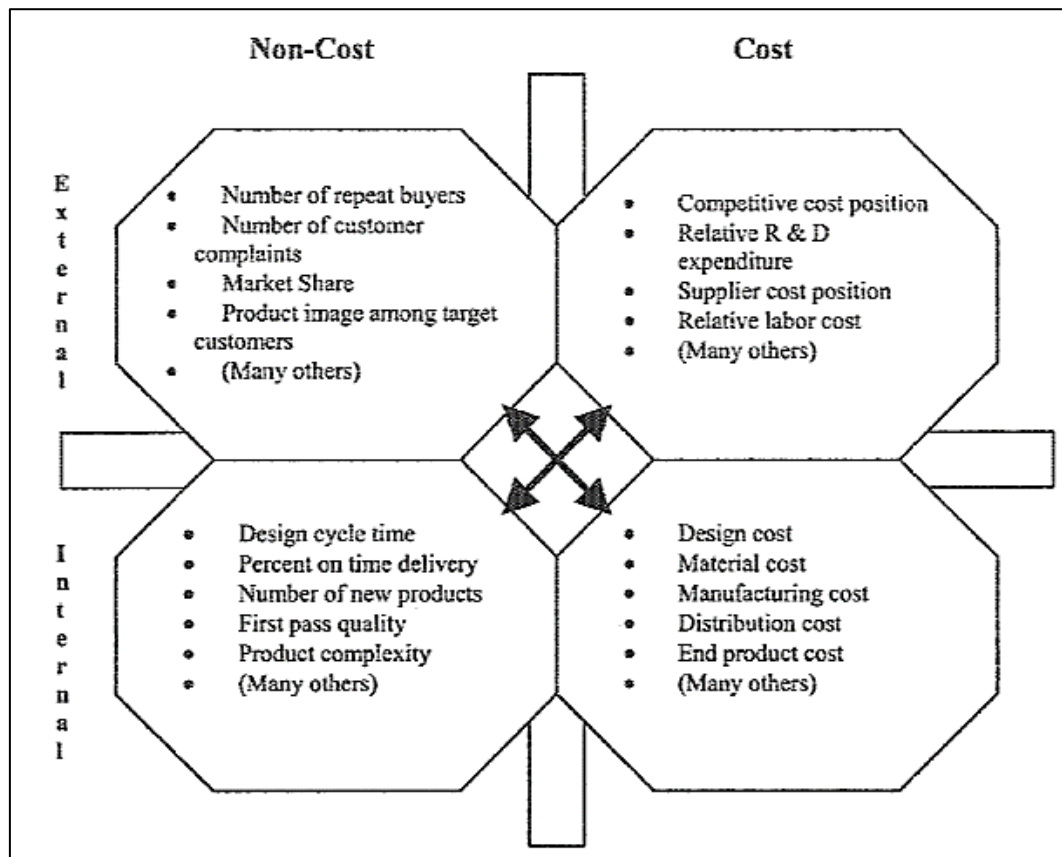 Non-Cost
Cost
External
• Number of repeat buyers
• Number of customer
complaints
• Market Share
• Product image among target
customers
• (Many others)
• Competitive cost position
• Relative R & D
expenditure
• Supplier cost position
• Relative labor cost
• (Many others)
Internal
• Design cycle time
• Percent on time delivery
• Number of new products
• First pass quality
• Product complexity
• (Many others)
• Design cost
• Material cost
• Manufacturing cost
• Distribution cost
• End product cost
• (Many others)